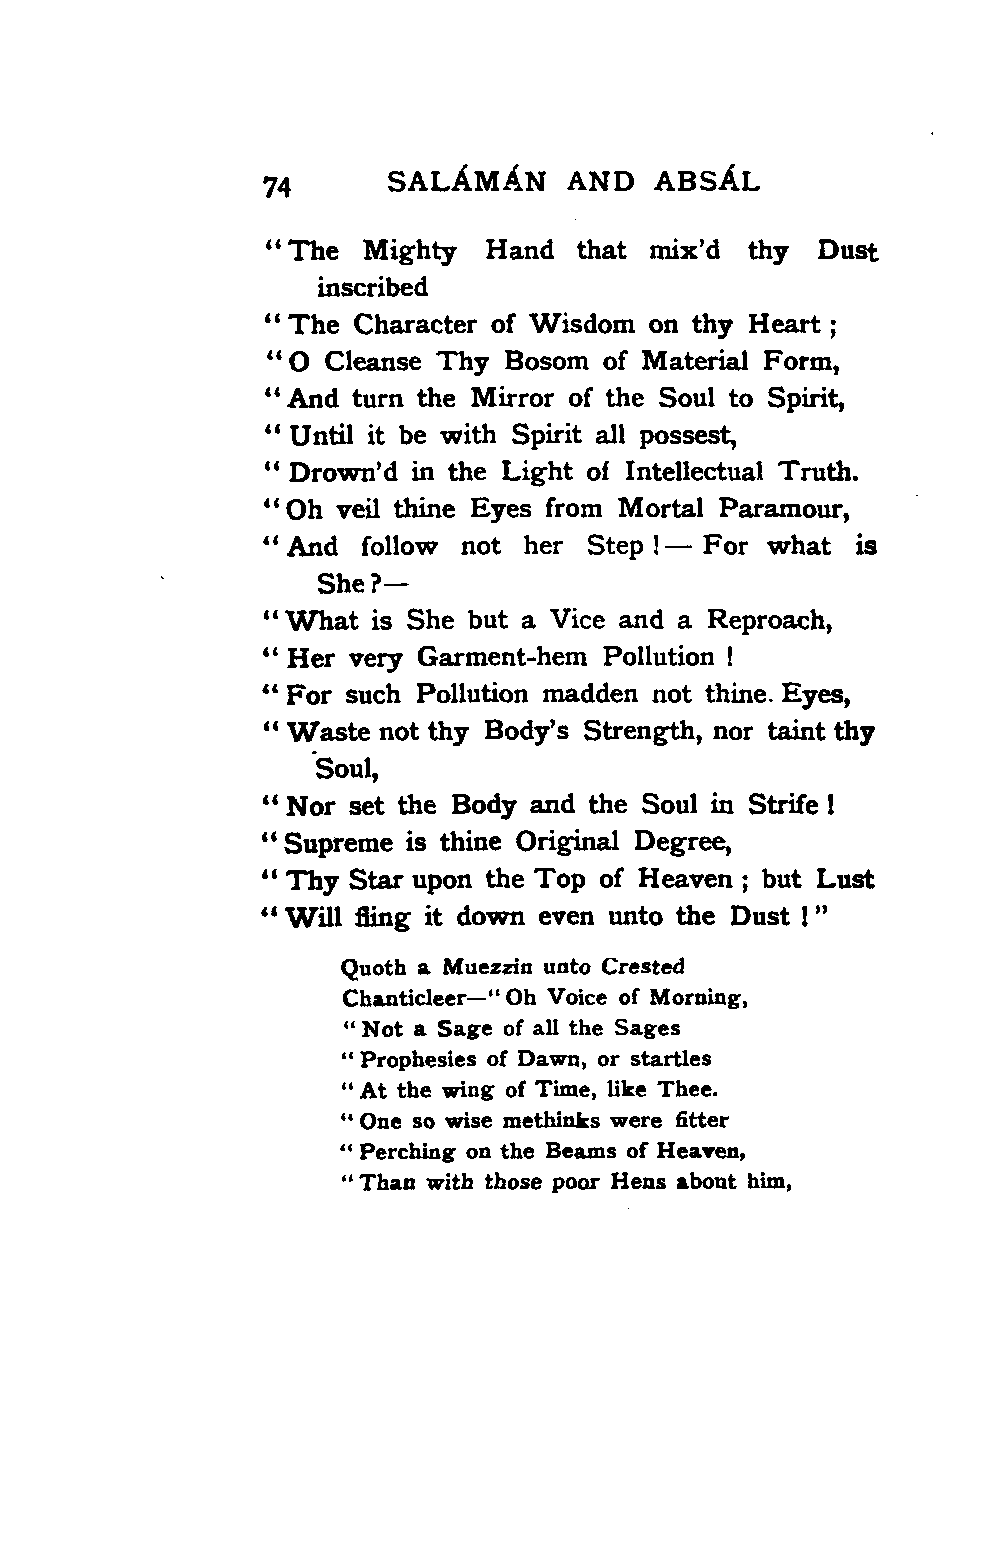 74 SALÁMÁN AND ABSÁL
“The Mighty Hand that mix’d thy Dust
inscribed
“The Character of Wisdom on thy Heart ;
“O Cleanse Thy Bosom of Material Form,
“And turn the Mirror of the Soul to Spirit,
“Until it be with Spirit all possest,
“Drown’d in the Light of Intellectual Truth.
“Oh veil thine Eyes from Mortal Paramour,
“And follow not her Step !— For what is
She ?—
“What is She but a Vice and a Reproach,
“Her very Garment-hem Pollution !
“For such Pollution madden not thine. Eyes,
“Waste not thy Body’s Strength, nor taint thy
Soul,
“Nor set the Body and the Soul in Strife !
“Supreme is thine Original Degree,
“Thy Star upon the Top of Heaven ; but Lust
“Will fling it down even unto the Dust !”
Quoth a Muezzin unto Crested
Chanticleer—“Oh Voice of Morning,
“Not a Sage of all the Sages
“Prophesies of Dawn, or startles
“At the wing of Time, like Thee.
“One so wise methinks were fitter
“Perching on the Beams of Heaven,
“Than with those poor Hens about him,